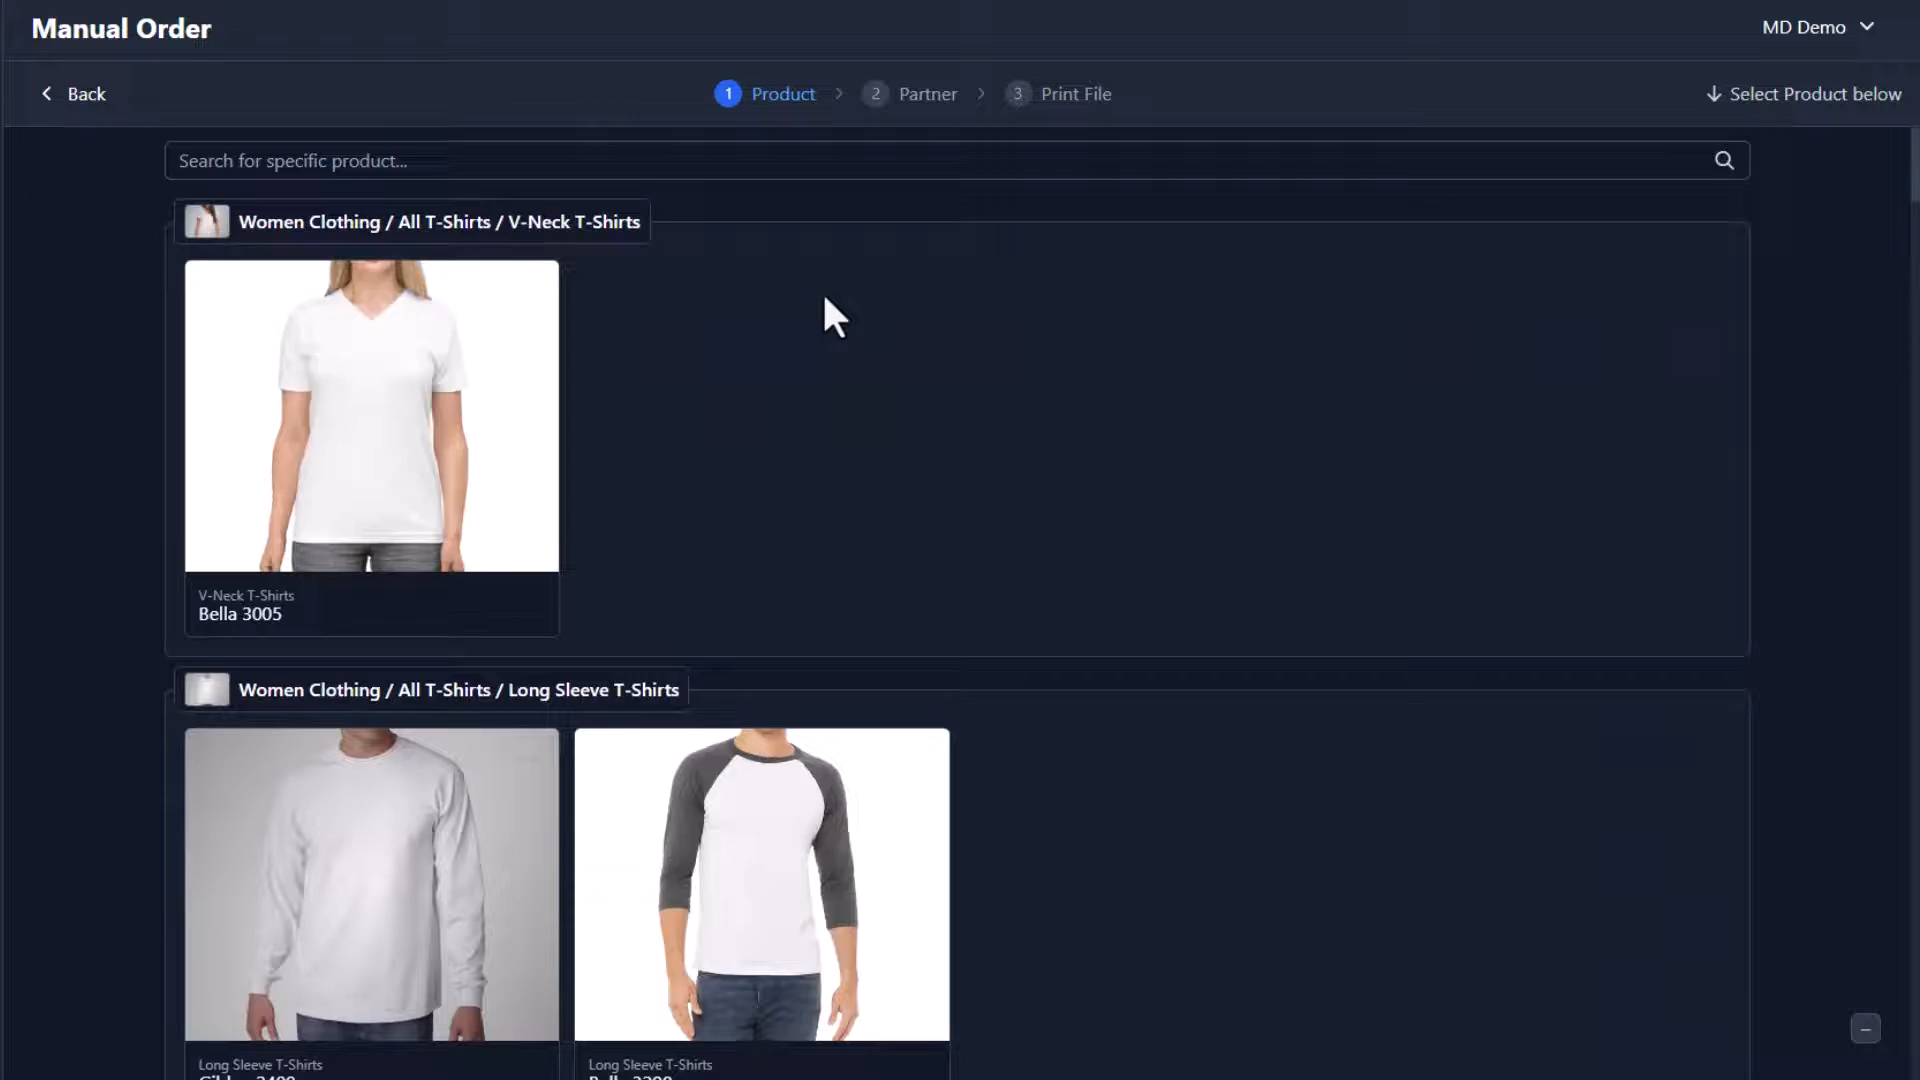 Manual Order
MD Demo
Back
1 Product
2 Partner
3 Print File
Select Product below
Search for specific product...
Women Clothing / All T-Shirts / V-Neck T-Shirts
V-Neck T-Shirts
Bella 3005
Women Clothing / All T-Shirts / Long Sleeve T-Shirts
Long Sleeve T-Shirts
Long Sleeve T-Shirts